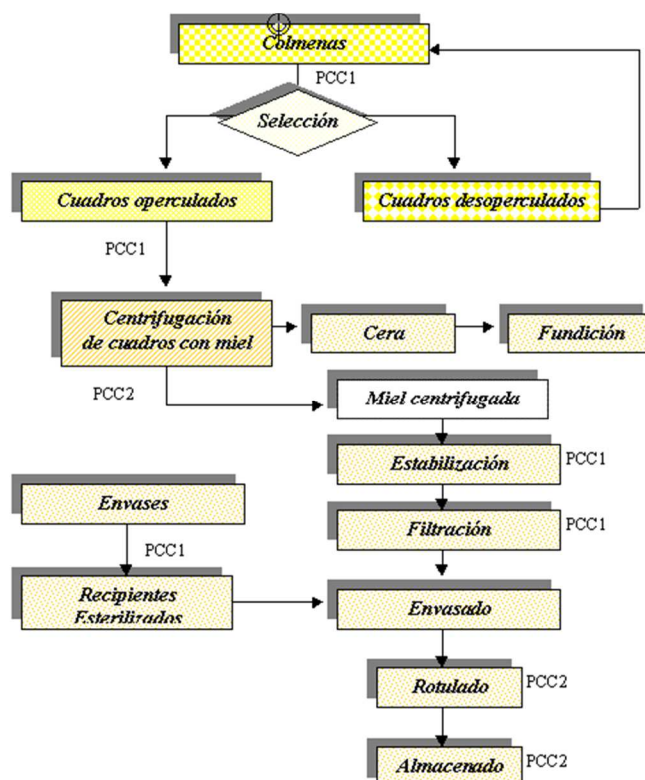 Colmenas
PCC1
Selección
Cuadros operculados
Cuadros desoperculados
PCC1
Centrifugación
de cuadros con miel
Cera
Fundición
PCC2
Miel centrifugada
Estabilización
PCC1
Envases
Filtración
PCC1
PCC1
Recipientes
Esterilizados
Envasado
Rotulado
PCC2
Almacenado
PCC2